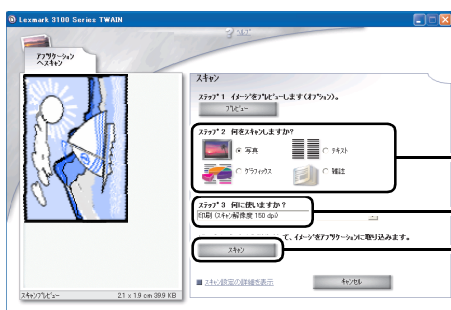 Lexmark 3100 Series TWAIN
ヘルプ
アプリケーション
へスキャン
スキャン
ステップ 1 イメージをプレビューします(オプション)。
プレビュー
ステップ 2 何をスキャンしますか?
写真
テキスト
グラフィックス
雑誌
ステップ 3 何に使いますか?
印刷 (スキャン解像度 150 dpi)
て、イメージをアプリケーションに取り込みます。
スキャン
スキャン設定の詳細を表示
キャンセル
スキャンプレビュー
2.1 x 1.9 cm 39.9 KB